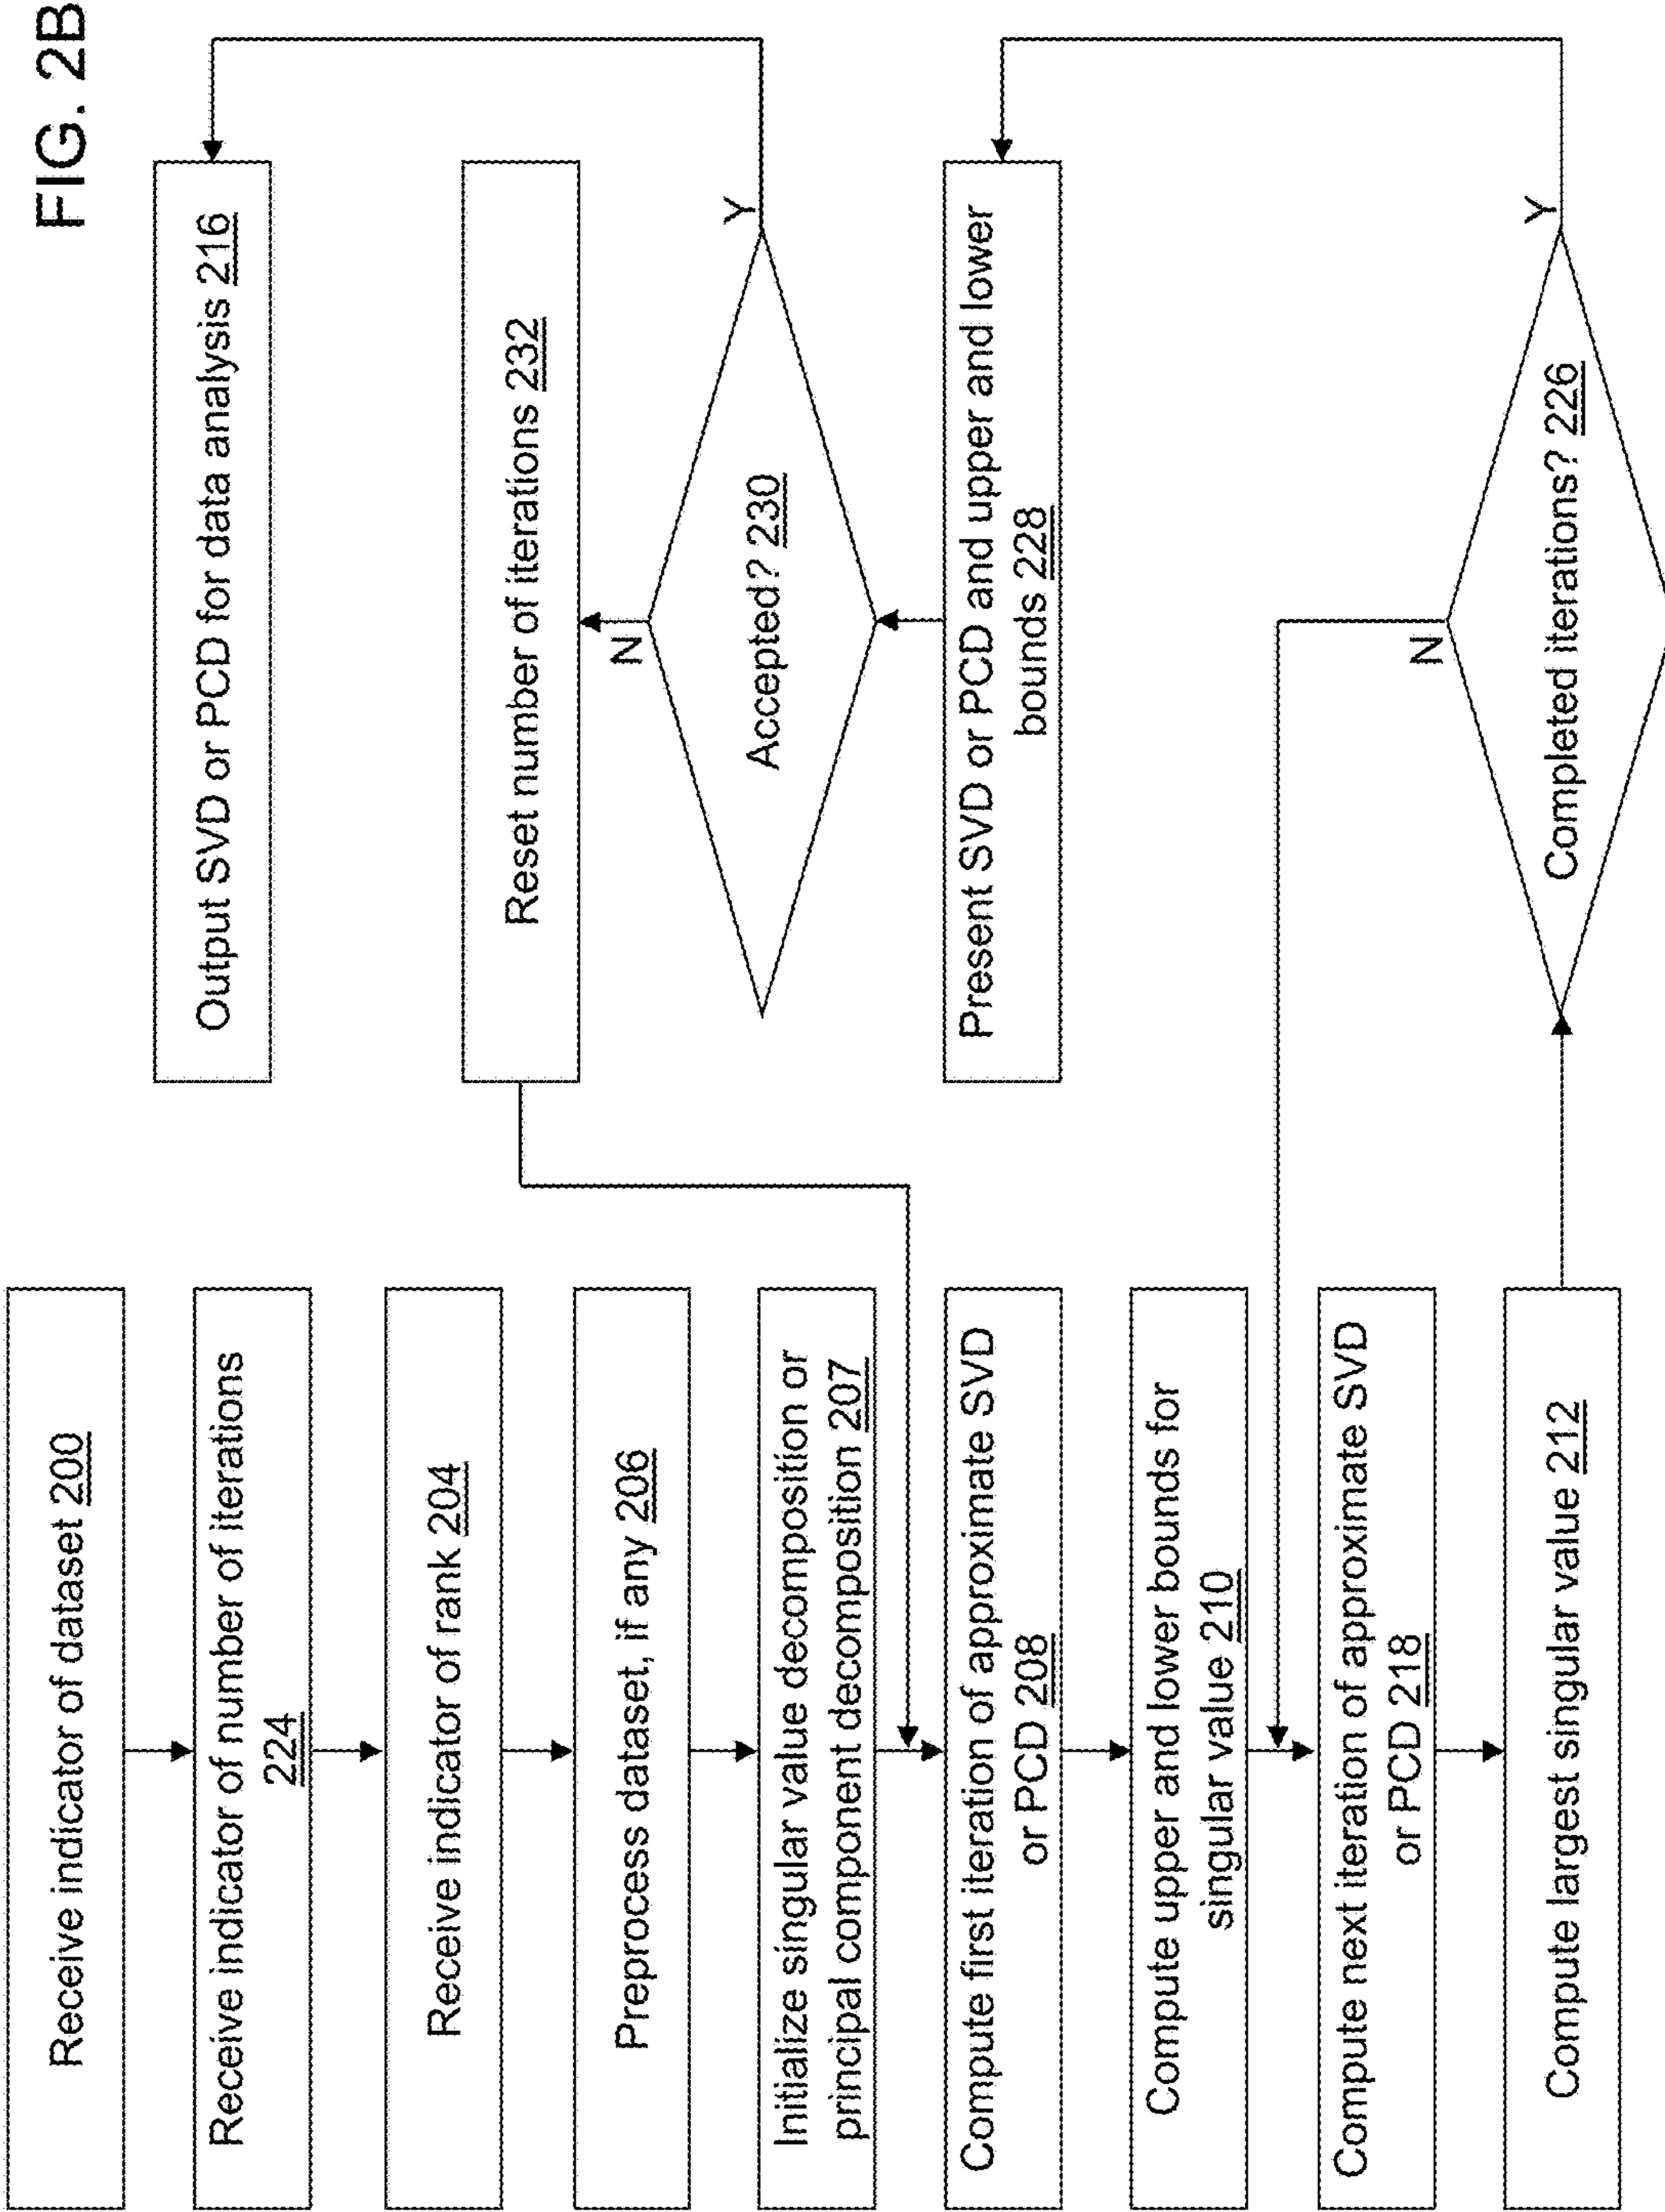 FIG. 2B
Receive indicator of dataset 200
Receive indicator of number of iterations
224
Receive indicator of rank 204
Preprocess dataset, if any 206
Initialize singular value decomposition or
principal component decomposition 207
Compute first iteration of approximate SVD
or PCD 208
Compute upper and lower bounds for
singular value 210
Compute next iteration of approximate SVD
or PCD 218
Compute largest singular value 212
Output SVD or PCD for data analysis 216
Reset number of iterations 232
N
Accepted? 230
Y
Present SVD or PCD and upper and lower
bounds 228
N
Completed iterations? 226
Y